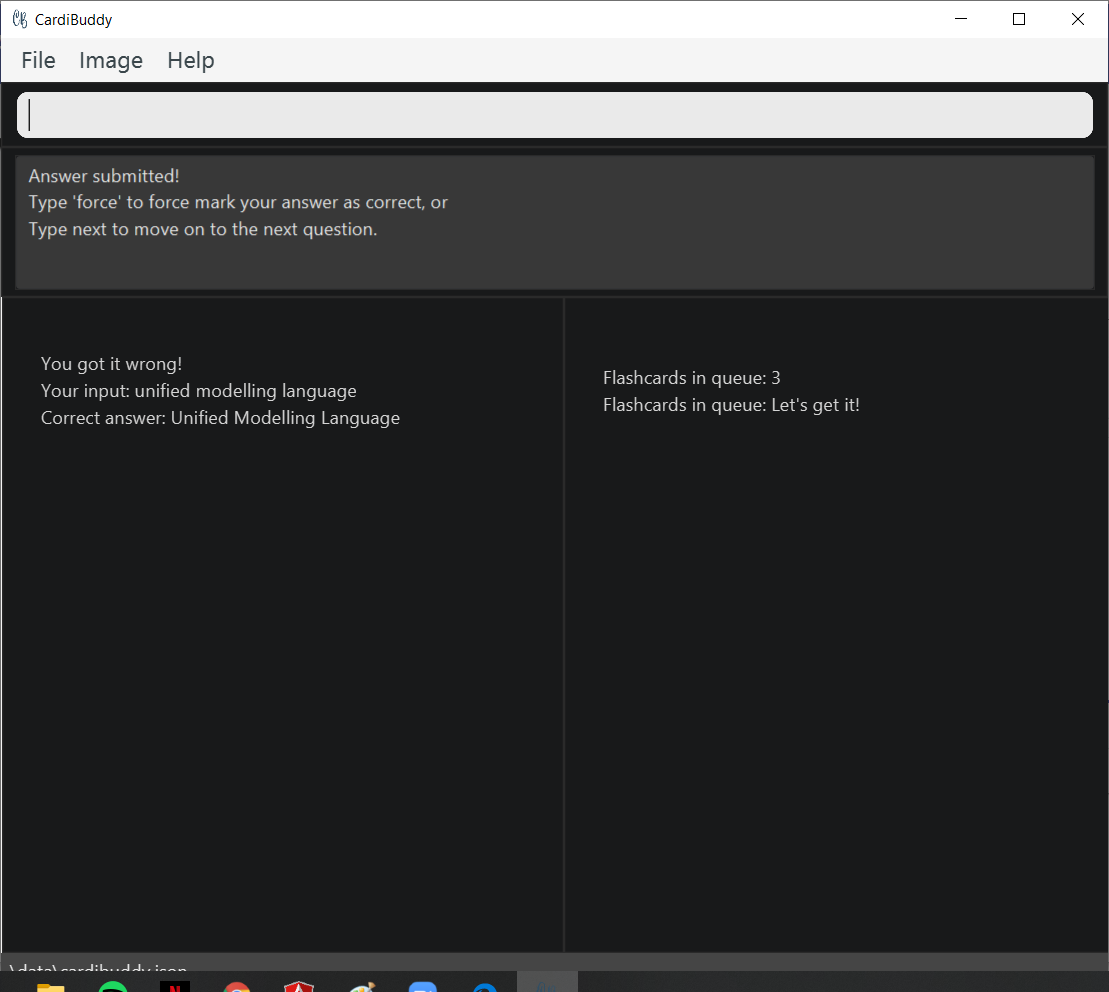 CardiBuddy
File Image Help
Answer submitted!
Type 'force' to force mark your answer as correct, or
Type next to move on to the next question.
You got it wrong!
Your input: unified modelling language
Correct answer: Unified Modelling Language
Flashcards in queue: 3
Flashcards in queue: Let's get it!
\data\cardibuddy.json